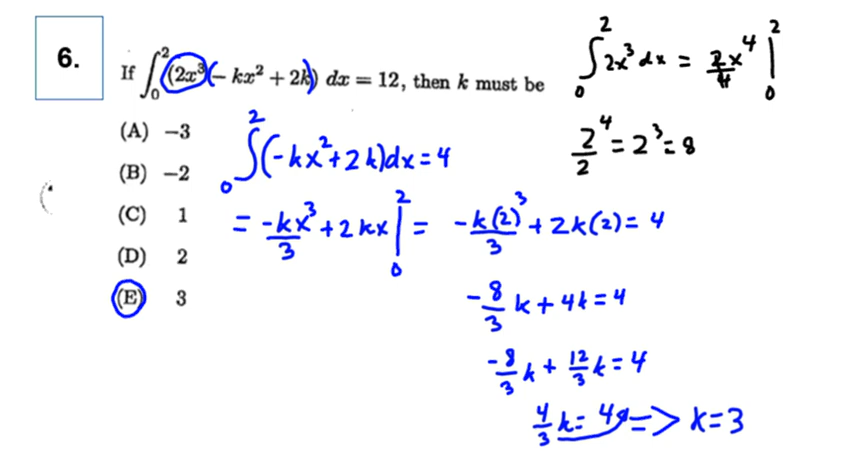 6.
If ∫₀² (2x³ − kx² + 2k) dx = 12, then k must be
(A) −3
(B) −2
(C) 1
(D) 2
(E) 3
∫₀² 2x³ dx = 2x⁴/4 |₀²
2⁴/2 = 2³ = 8
∫₀² (-kx² + 2k)dx = 4
= -kx³/3 + 2kx |₀² = -k(2)³/3 + 2k(2) = 4
-8/3 k + 4k = 4
-8/3 k + 12/3 k = 4
4/3 k = 4 => k = 3